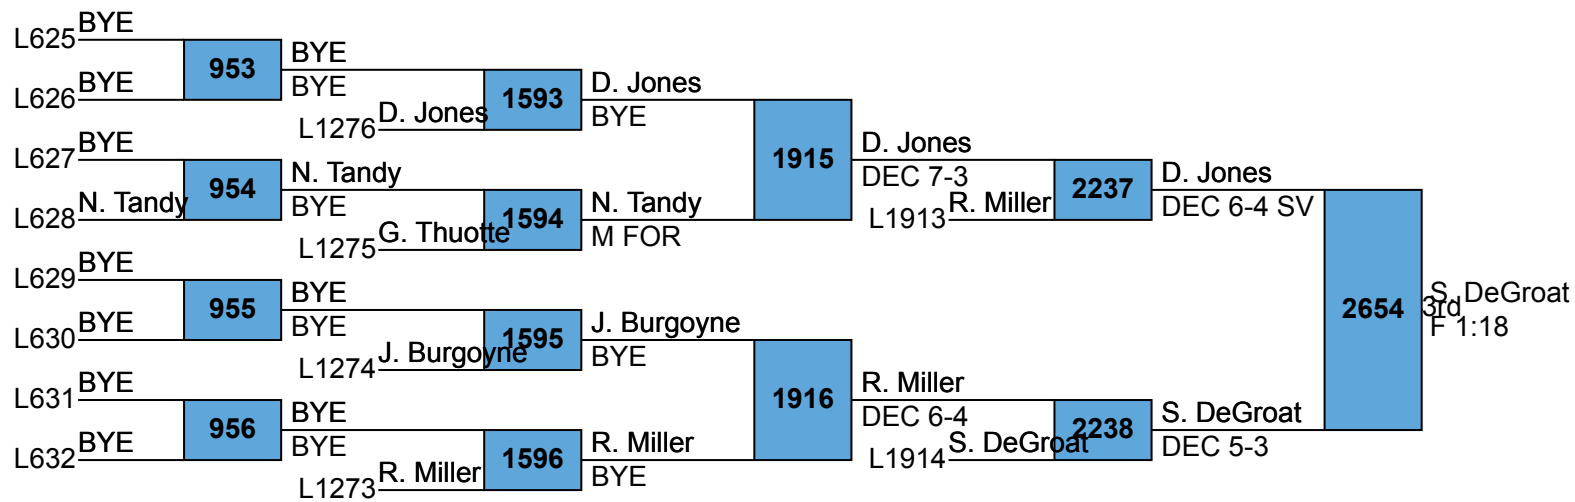 L625 BYE
953
BYE
BYE
L626 BYE
L1276 D. Jones
1593
D. Jones
BYE
L627 BYE
954
N. Tandy
BYE
L628 N. Tandy
L1275 G. Thuotte
1594
N. Tandy
M FOR
1915
D. Jones
DEC 7-3
L1913 R. Miller
2237
D. Jones
DEC 6-4 SV
L629 BYE
955
BYE
BYE
L630 BYE
L1274 J. Burgoyne
1595
J. Burgoyne
BYE
L631 BYE
956
BYE
BYE
L632 BYE
L1273 R. Miller
1596
R. Miller
BYE
1916
R. Miller
DEC 6-4
L1914 S. DeGroat
2238
S. DeGroat
DEC 5-3
2654
3rd
S. DeGroat
F 1:18